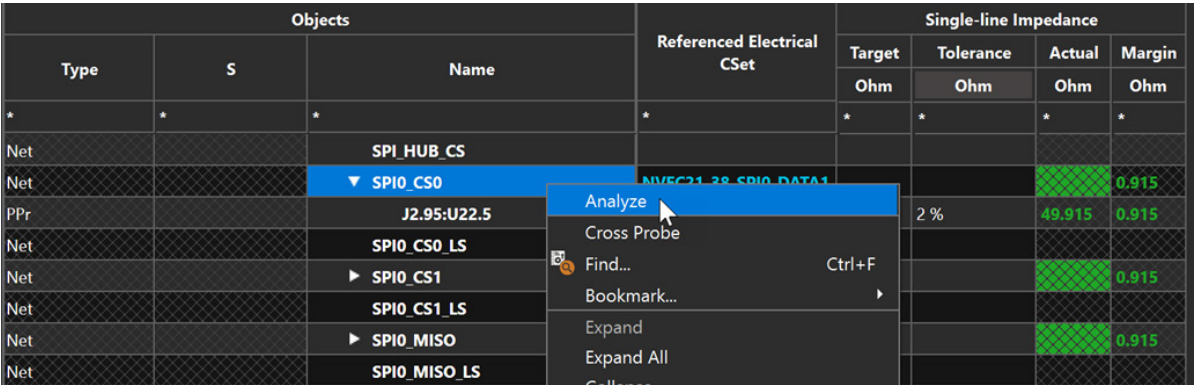 Objects Single-line Impedance
Type S Name Referenced Electrical CSet Target Tolerance Actual Margin
Ohm Ohm Ohm Ohm
* * * * * * * *
Net SPI_HUB_CS
Net ▼ SPI0_CS0 NVEC21_38_SPI0_DATA1 0.915
Analyze
PPr J2.95:U22.5 2 % 49.915 0.915
Cross Probe
Net SPI0_CS0_LS
Find... Ctrl+F
Net ► SPI0_CS1 0.915
Bookmark...
Net SPI0_CS1_LS
Expand
Net ► SPI0_MISO 0.915
Expand All
Net SPI0_MISO_LS